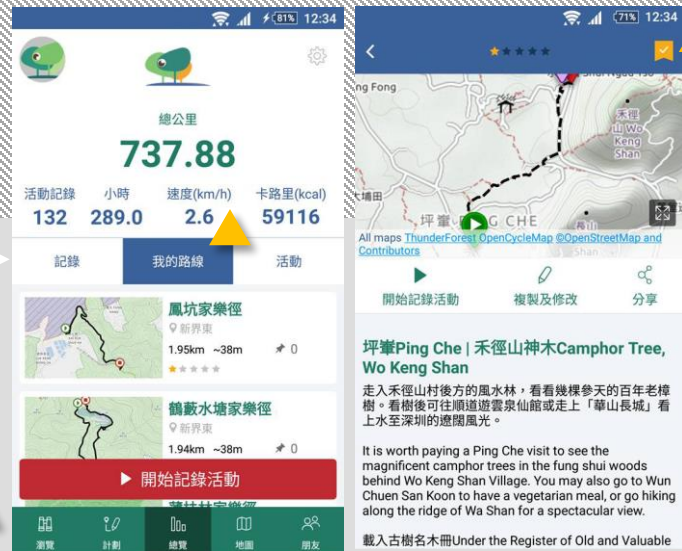 81% 12:34
總公里
737.88
活動記錄 小時 速度(km/h) 卡路里(kcal)
132 289.0 2.6 59116
記錄 我的路線 活動
鳳坑家樂徑
新界東
1.95km ~38m 0
鶴藪水塘家樂徑
新界東
1.94km ~38m 0
開始記錄活動
瀏覽 計劃 總覽 地圖 朋友
71% 12:34
ng Fong
禾徑
山 Wo
Keng
Shan
埔田
坪輋 G CHE
All maps ThunderForest OpenCycleMap ©OpenStreetMap and
Contributors
開始記錄活動 複製及修改 分享
坪輋Ping Che | 禾徑山神木Camphor Tree,
Wo Keng Shan
走入禾徑山村後方的風水林，看看幾棵參天的百年老樟
樹。看樹後可往順道遊雲泉仙館或走上「華山長城」看
上水至深圳的遼闊風光。
It is worth paying a Ping Che visit to see the
magnificent camphor trees in the fung shui woods
behind Wo Keng Shan Village. You may also go to Wun
Chuen San Koon to have a vegetarian meal, or go hiking
along the ridge of Wa Shan for a spectacular view.
載入古樹名木冊Under the Register of Old and Valuable